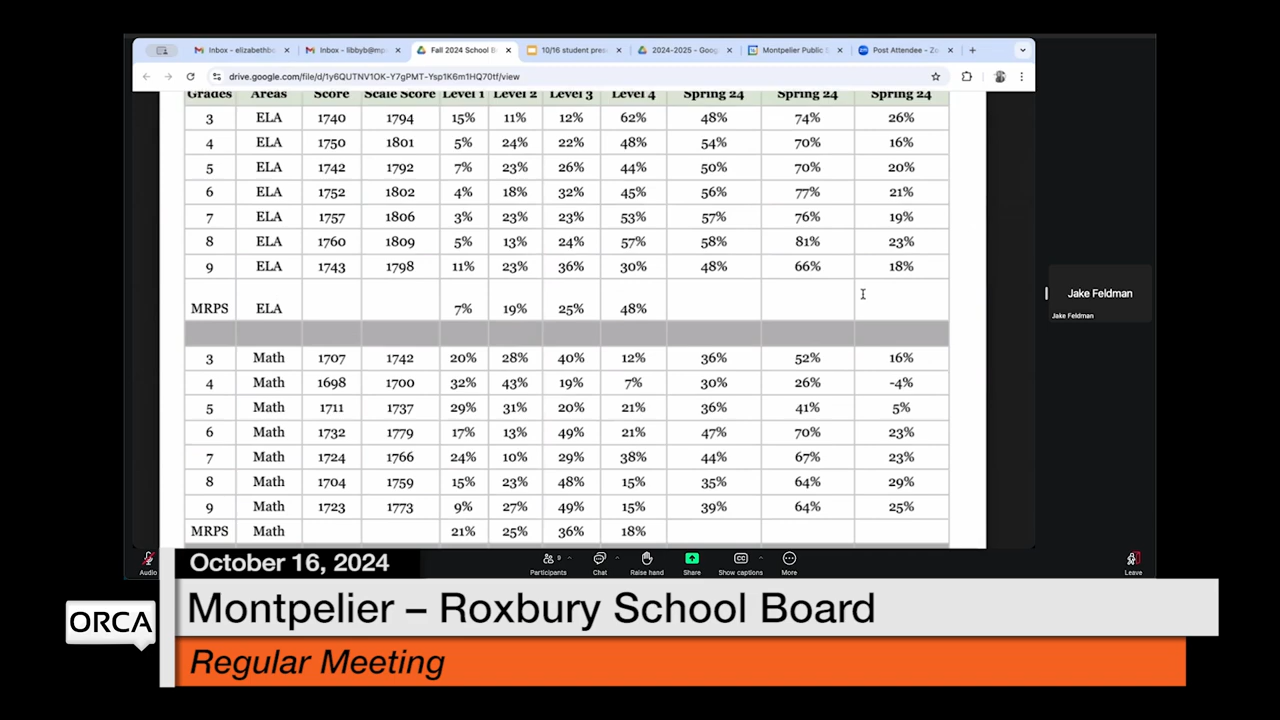 Inbox - elizabethbc
Inbox - libbyb@mp
Fall 2024 School B
10/16 student pres
2024-2025 - Goog
Montpelier Public S
Post Attendee - Zo
drive.google.com/file/d/1y6QUTNV1OK-Y7gPMT-Ysp1K6m1HQ70tf/view
Grades Areas Score Scale Score Level 1 Level 2 Level 3 Level 4 Spring 24 Spring 24 Spring 24
3 ELA 1740 1794 15% 11% 12% 62% 48% 74% 26%
4 ELA 1750 1801 5% 24% 22% 48% 54% 70% 16%
5 ELA 1742 1792 7% 23% 26% 44% 50% 70% 20%
6 ELA 1752 1802 4% 18% 32% 45% 56% 77% 21%
7 ELA 1757 1806 3% 23% 23% 53% 57% 76% 19%
8 ELA 1760 1809 5% 13% 24% 57% 58% 81% 23%
9 ELA 1743 1798 11% 23% 36% 30% 48% 66% 18%
MRPS ELA 7% 19% 25% 48%
3 Math 1707 1742 20% 28% 40% 12% 36% 52% 16%
4 Math 1698 1700 32% 43% 19% 7% 30% 26% -4%
5 Math 1711 1737 29% 31% 20% 21% 36% 41% 5%
6 Math 1732 1779 17% 13% 49% 21% 47% 70% 23%
7 Math 1724 1766 24% 10% 29% 38% 44% 67% 23%
8 Math 1704 1759 15% 23% 48% 15% 35% 64% 29%
9 Math 1723 1773 9% 27% 49% 15% 39% 64% 25%
MRPS Math 21% 25% 36% 18%
Jake Feldman
Jake Feldman
Audio
Participants 9
Chat
Raise hand
Share
Show captions
More
Leave
October 16, 2024
ORCA
Montpelier – Roxbury School Board
Regular Meeting